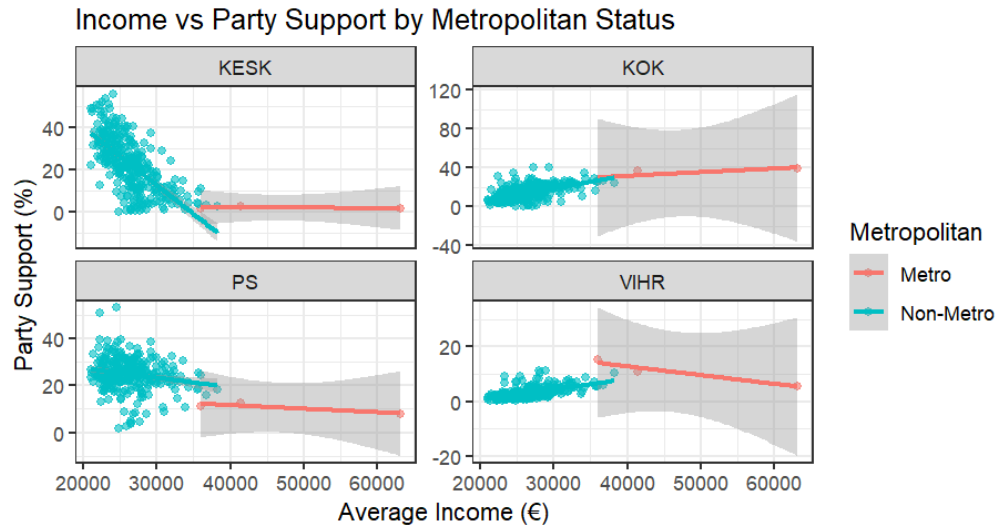 Income vs Party Support by Metropolitan Status
KESK
KOK
40
20
0
120
80
40
0
-40
PS
VIHR
40
20
0
20
0
-20
20000 30000 40000 50000 60000
20000 30000 40000 50000 60000
Party Support (%)
Average Income (€)
Metropolitan
Metro
Non-Metro